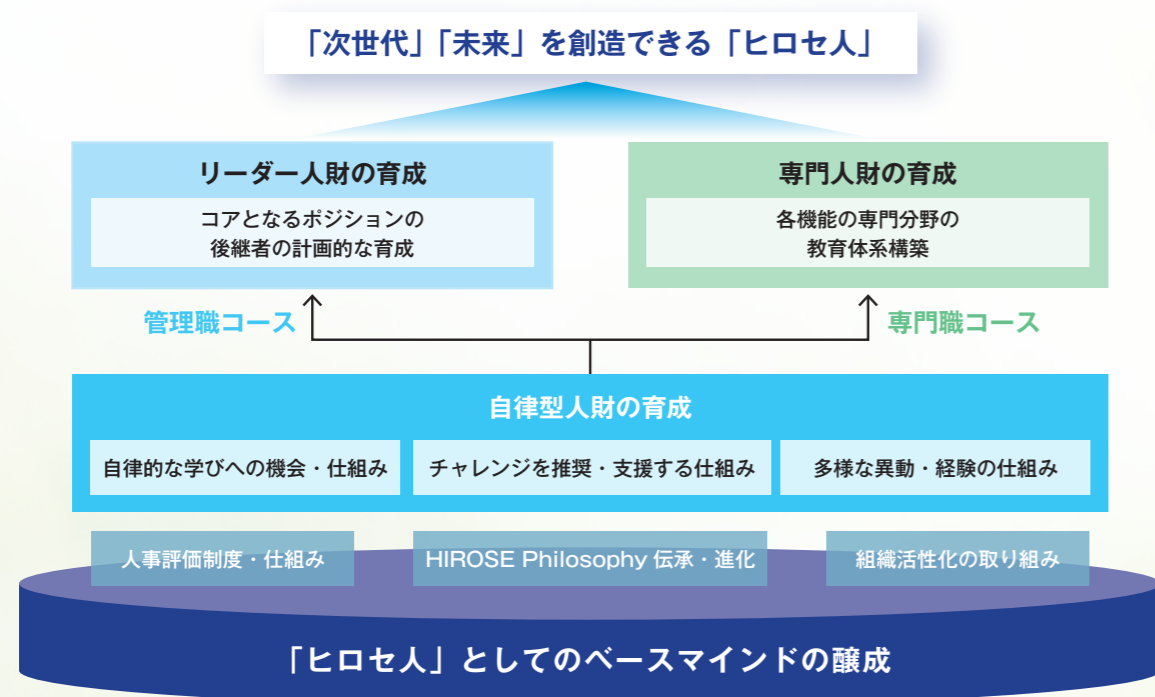 「次世代」「未来」を創造できる「ヒロセ人」
リーダー人財の育成
コアとなるポジションの
後継者の計画的な育成
専門人財の育成
各機能の専門分野の
教育体系構築
管理職コース
専門職コース
自律型人財の育成
自律的な学びへの機会・仕組み
チャレンジを推奨・支援する仕組み
多様な異動・経験の仕組み
人事評価制度・仕組み
HIROSE Philosophy 伝承・進化
組織活性化の取り組み
「ヒロセ人」としてのベースマインドの醸成